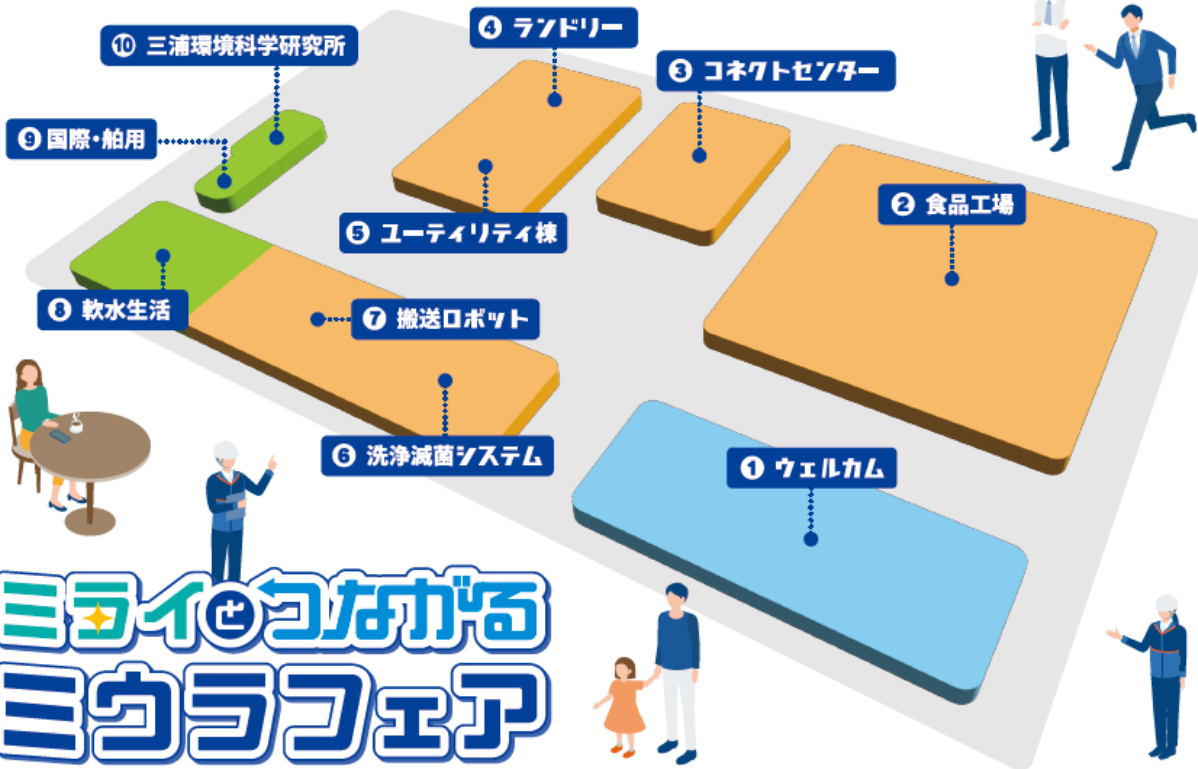 ④ ランドリー
⑩ 三浦環境科学研究所
③ コネクトセンター
⑨ 国際・舶用
② 食品工場
⑤ ユーティリティ棟
⑧ 軟水生活
⑦ 搬送ロボット
⑥ 洗浄滅菌システム
① ウェルカム
ミライとつながる
ミウラフェア